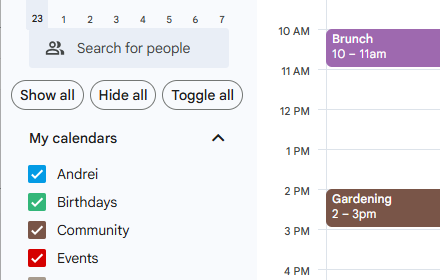 23 1 2 3 4 5 6 7
Search for people
Show all Hide all Toggle all
My calendars
Andrei
Birthdays
Community
Events
10 AM
Brunch
10 – 11am
11 AM
12 PM
1 PM
2 PM
Gardening
2 – 3pm
3 PM
4 PM